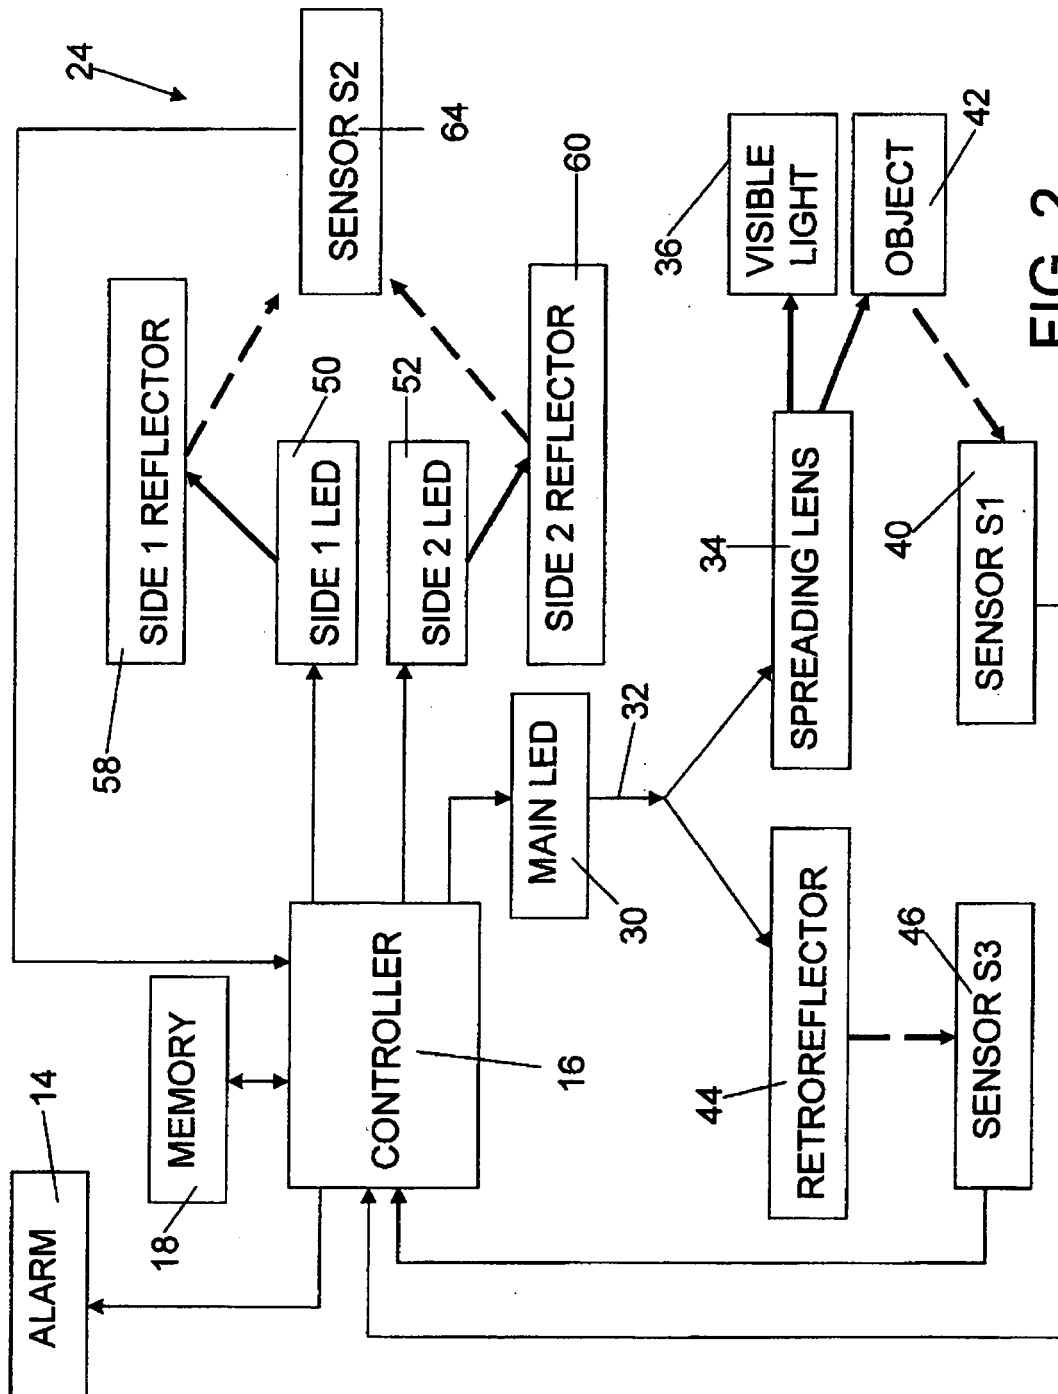 ALARM
14
24
18
MEMORY
58
SIDE 1 REFLECTOR
CONTROLLER
16
SIDE 1 LED
50
SENSOR S2
64
SIDE 2 LED
52
MAIN LED
30
32
SIDE 2 REFLECTOR
60
36
VISIBLE
LIGHT
44
RETROREFLECTOR
34
SPREADING LENS
OBJECT
42
46
SENSOR S3
40
SENSOR S1
FIG 2